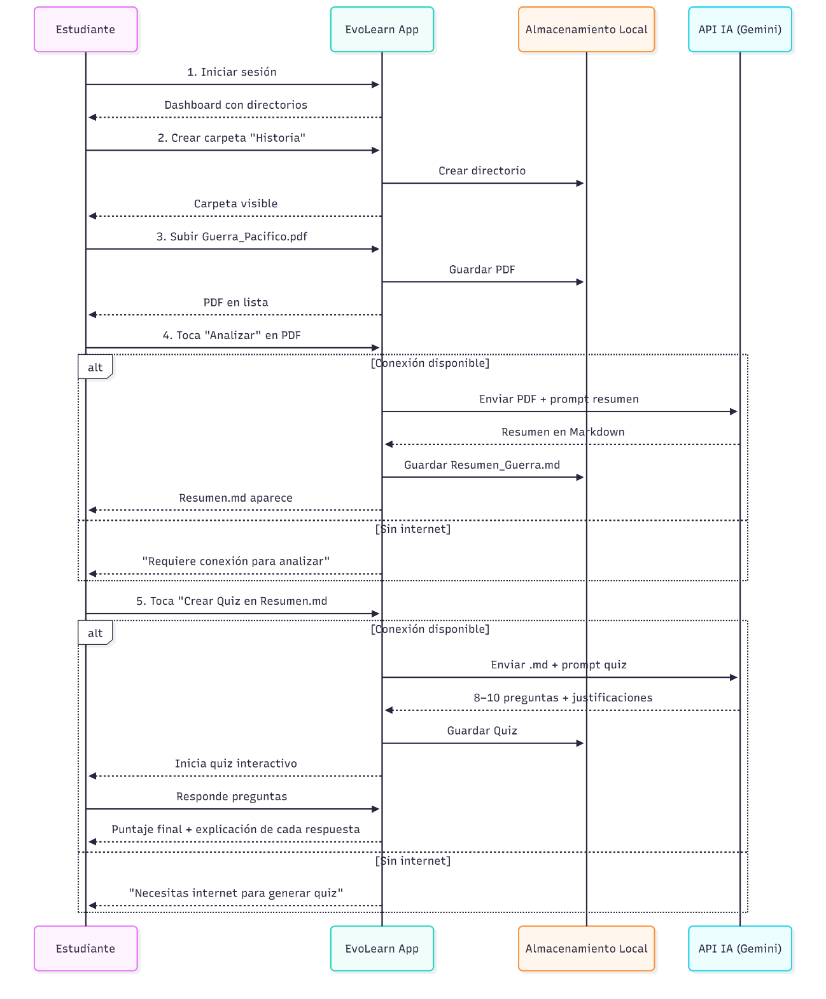 Estudiante
EvoLearn App
Almacenamiento Local
API IA (Gemini)
1. Iniciar sesión
Dashboard con directorios
2. Crear carpeta "Historia"
Crear directorio
Carpeta visible
3. Subir Guerra_Pacifico.pdf
Guardar PDF
PDF en lista
4. Toca "Analizar" en PDF
alt
[Conexión disponible]
Enviar PDF + prompt resumen
Resumen en Markdown
Guardar Resumen_Guerra.md
Resumen.md aparece
[Sin internet]
"Requiere conexión para analizar"
5. Toca "Crear Quiz en Resumen.md
alt
[Conexión disponible]
Enviar .md + prompt quiz
8–10 preguntas + justificaciones
Guardar Quiz
Inicia quiz interactivo
Responde preguntas
Puntaje final + explicación de cada respuesta
[Sin internet]
"Necesitas internet para generar quiz"
Estudiante
EvoLearn App
Almacenamiento Local
API IA (Gemini)